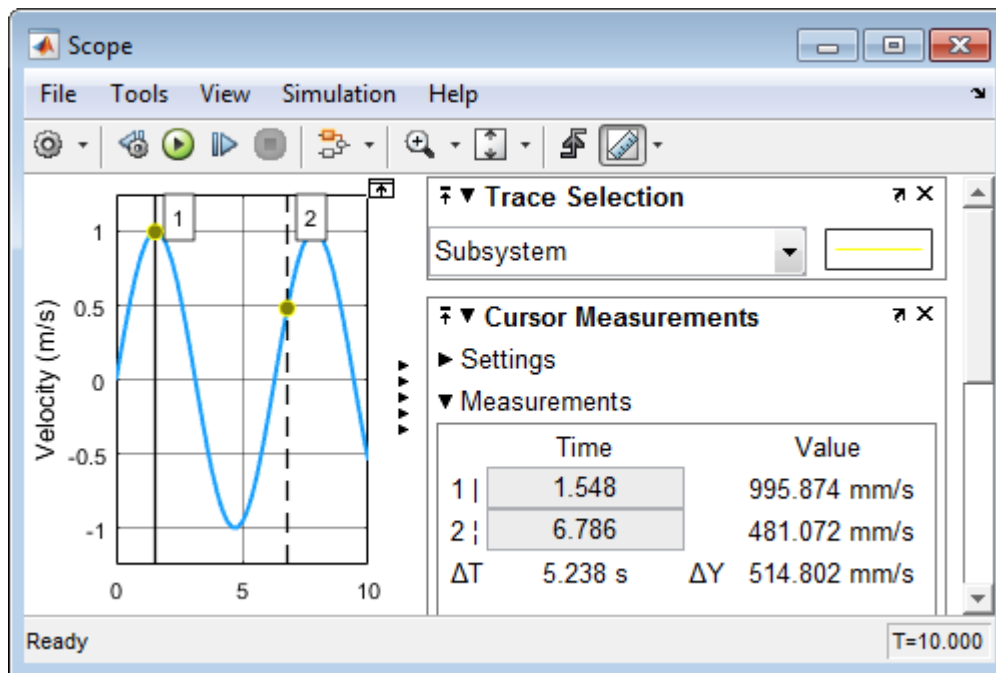 Scope
File Tools View Simulation Help
Trace Selection
Subsystem
Cursor Measurements
Settings
Measurements
Time Value
1 | 1.548 995.874 mm/s
2 ¦ 6.786 481.072 mm/s
ΔT 5.238 s ΔY 514.802 mm/s
Velocity (m/s)
1
0.5
0
-0.5
-1
0 5 10
1 2
Ready T=10.000